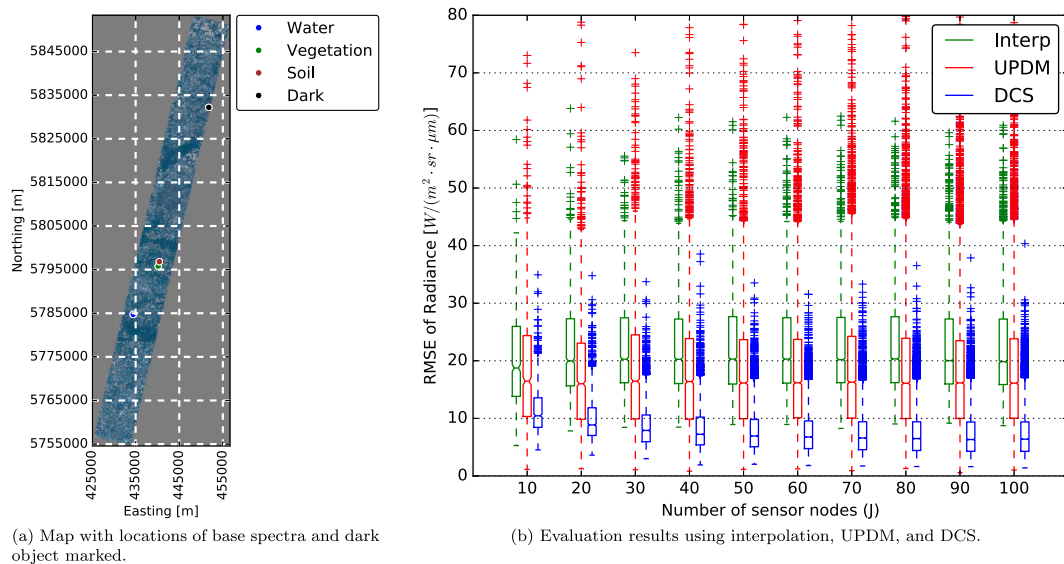 Water
Vegetation
Soil
Dark
5845000
5835000
5825000
5815000
5805000
5795000
5785000
5775000
5765000
5755000
Northing [m]
425000
435000
445000
455000
Easting [m]
(a) Map with locations of base spectra and dark
object marked.
80
70
60
50
40
30
20
10
0
RMSE of Radiance [W/(m² · sr · μm)]
Interp
UPDM
DCS
10 20 30 40 50 60 70 80 90 100
Number of sensor nodes (J)
(b) Evaluation results using interpolation, UPDM, and DCS.